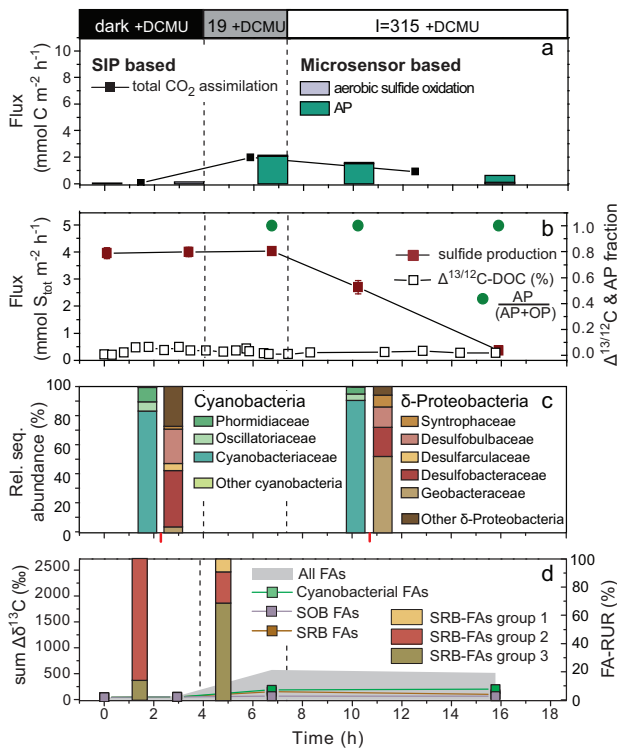 dark +DCMU
19 +DCMU
I=315 +DCMU
a
SIP based
total CO2 assimilation
Microsensor based
aerobic sulfide oxidation
AP
Flux
(mmol C m-2 h-1)
10
8
6
4
2
0
b
sulfide production
Δ13/12C-DOC (%)
AP
(AP+OP)
Flux
(mmol Stot m-2 h-1)
5
4
3
2
1
0
1.0
0.8
0.6
0.4
0.2
0.0
Δ13/12C & AP fraction
c
Cyanobacteria
Phormidiaceae
Oscillatoriaceae
Cyanobacteriaceae
Other cyanobacteria
δ-Proteobacteria
Syntrophaceae
Desulfobulbaceae
Desulfarculaceae
Desulfobacteraceae
Geobacteraceae
Other δ-Proteobacteria
Rel. seq.
abundance (%)
100
80
60
40
20
0
d
All FAs
Cyanobacterial FAs
SOB FAs
SRB FAs
SRB-FAs group 1
SRB-FAs group 2
SRB-FAs group 3
sum Δδ13C (‰)
2500
2000
1500
1000
500
0
100
80
60
40
20
0
FA-RUR (%)
0
2
4
6
8
10
12
14
16
18
Time (h)